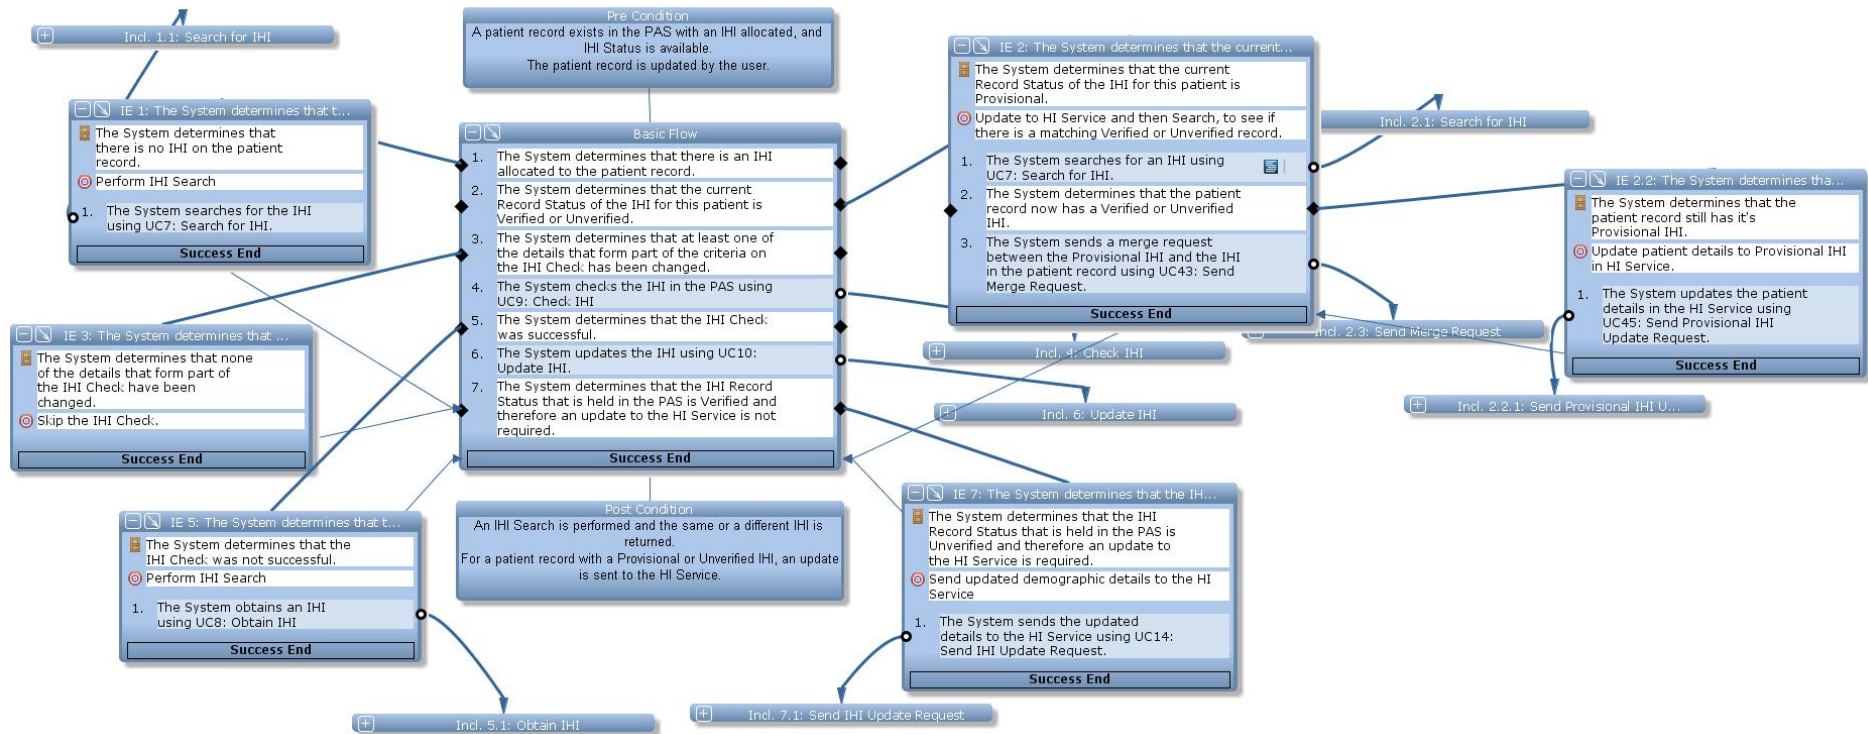 Incl. 1.1: Search for IHI
IE 1: The System determines that t...
The System determines that
there is no IHI on the patient
record.
Perform IHI Search
1. The System searches for the IHI
using UC7: Search for IHI.
Success End
IE 3: The System determines that ...
The System determines that none
of the details that form part of
the IHI Check have been
changed.
Skip the IHI Check.
Success End
IE 5: The System determines that t...
The System determines that the
IHI Check was not successful.
Perform IHI Search
1. The System obtains an IHI
using UC8: Obtain IHI
Success End
Incl. 5.1: Obtain IHI
Pre Condition
A patient record exists in the PAS with an IHI allocated, and
IHI Status is available.
The patient record is updated by the user.
Basic Flow
1. The System determines that there is an IHI
allocated to the patient record.
2. The System determines that the current
Record Status of the IHI for this patient is
Verified or Unverified.
3. The System determines that at least one of
the details that form part of the criteria on
the IHI Check has been changed.
4. The System checks the IHI in the PAS using
UC9: Check IHI
5. The System determines that the IHI Check
was successful.
6. The System updates the IHI using UC10:
Update IHI.
7. The System determines that the IHI Record
Status that is held in the PAS is Verified and
therefore an update to the HI Service is not
required.
Success End
Post Condition
An IHI Search is performed and the same or a different IHI is
returned.
For a patient record with a Provisional or Unverified IHI, an update
is sent to the HI Service.
IE 2: The System determines that the current...
The System determines that the current
Record Status of the IHI for this patient is
Provisional.
Update to HI Service and then Search, to see if
there is a matching Verified or Unverified record.
1. The System searches for an IHI using
UC7: Search for IHI.
2. The System determines that the patient
record now has a Verified or Unverified
IHI.
3. The System sends a merge request
between the Provisional IHI and the IHI
in the patient record using UC43: Send
Merge Request.
Success End
Incl. 2.1: Search for IHI
Incl. 2.3: Send Merge Request
Incl. 4: Check IHI
Incl. 6: Update IHI
IE 2.2: The System determines tha...
The System determines that the
patient record still has it's
Provisional IHI.
Update patient details to Provisional IHI
in HI Service.
1. The System updates the patient
details in the HI Service using
UC45: Send Provisional IHI
Update Request.
Success End
Incl. 2.2.1: Send Provisional IHI U...
IE 7: The System determines that the IH...
The System determines that the IHI
Record Status that is held in the PAS is
Unverified and therefore an update to
the HI Service is required.
Send updated demographic details to the HI
Service
1. The System sends the updated
details to the HI Service using UC14:
Send IHI Update Request.
Success End
Incl. 7.1: Send IHI Update Request